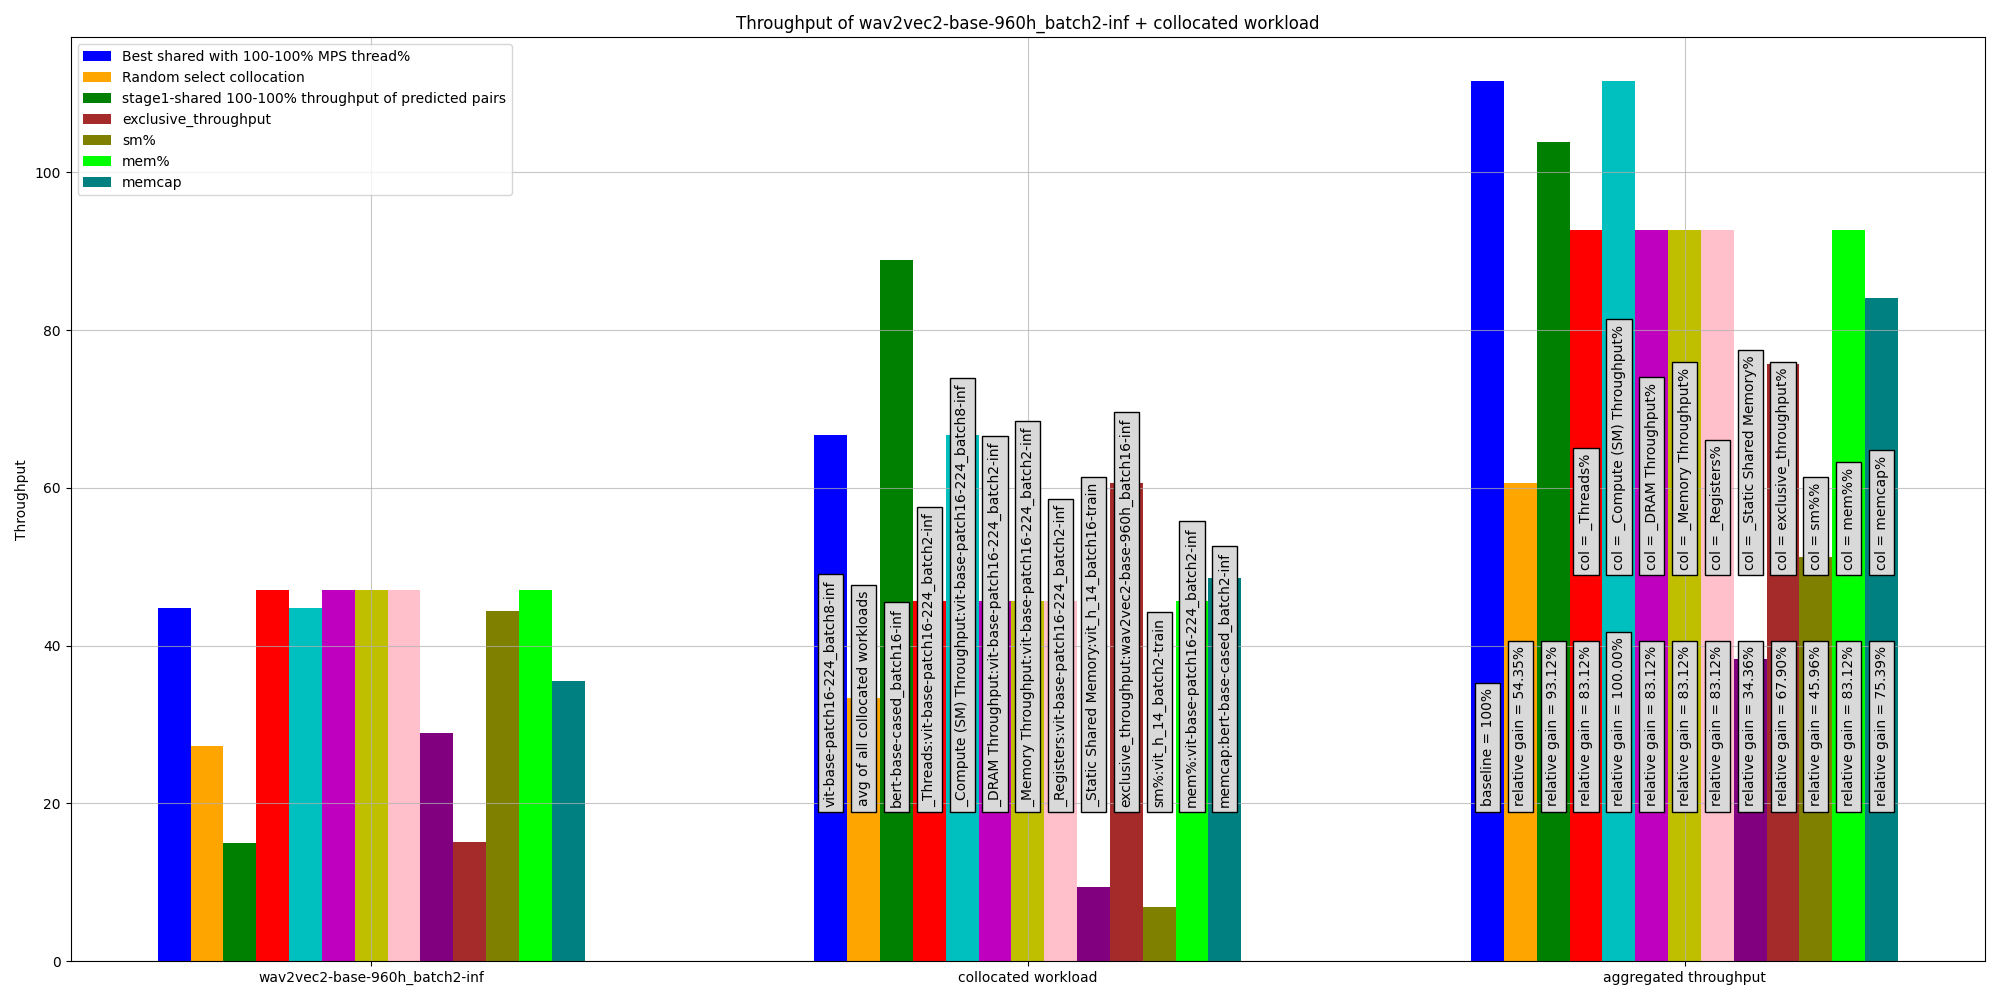 Throughput of wav2vec2-base-960h_batch2-inf + collocated workload
Best shared with 100-100% MPS thread%
Random select collocation
stage1-shared 100-100% throughput of predicted pairs
exclusive_throughput
sm%
mem%
memcap
Throughput
100
80
60
40
20
0
vit-base-patch16-224_batch8-inf
avg of all collocated workloads
bert-base-cased_batch16-inf
_Threads:vit-base-patch16-224_batch2-inf
_Compute (SM) Throughput:vit-base-patch16-224_batch8-inf
_DRAM Throughput:vit-base-patch16-224_batch2-inf
_Memory Throughput:vit-base-patch16-224_batch2-inf
_Registers:vit-base-patch16-224_batch2-inf
_Static Shared Memory:vit_h_14_batch16-train
exclusive_throughput:wav2vec2-base-960h_batch16-inf
sm%:vit_h_14_batch2-train
mem%:vit-base-patch16-224_batch2-inf
memcap:bert-base-cased_batch2-inf
col = _Threads%
col = _Compute (SM) Throughput%
col = _DRAM Throughput%
col = _Memory Throughput%
col = _Registers%
col = _Static Shared Memory%
col = exclusive_throughput%
col = sm%%
col = mem%%
col = memcap%
baseline = 100%
relative gain = 54.35%
relative gain = 93.12%
relative gain = 83.12%
relative gain = 100.00%
relative gain = 83.12%
relative gain = 83.12%
relative gain = 83.12%
relative gain = 34.36%
relative gain = 67.90%
relative gain = 45.96%
relative gain = 83.12%
relative gain = 75.39%
wav2vec2-base-960h_batch2-inf
collocated workload
aggregated throughput